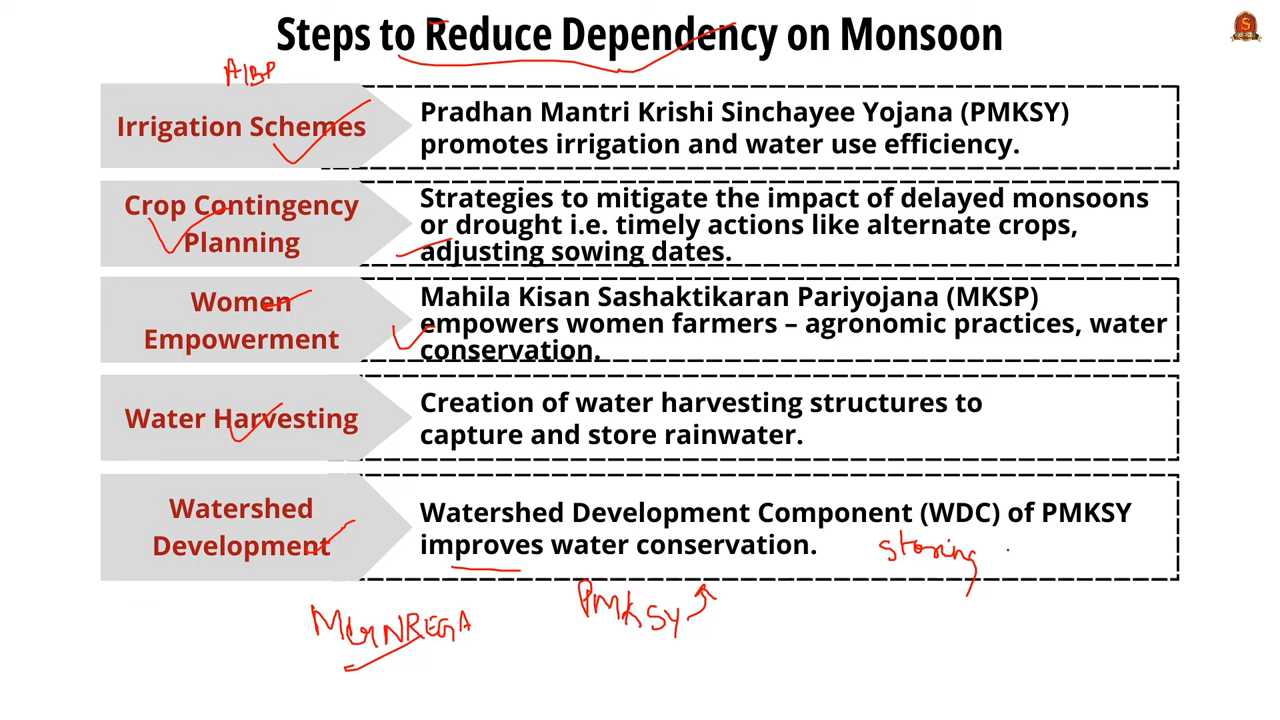 Steps to Reduce Dependency on Monsoon
AIBP
Irrigation Schemes
Pradhan Mantri Krishi Sinchayee Yojana (PMKSY)
promotes irrigation and water use efficiency.
Crop Contingency
Planning
Strategies to mitigate the impact of delayed monsoons
or drought i.e. timely actions like alternate crops,
adjusting sowing dates.
Women
Empowerment
Mahila Kisan Sashaktikaran Pariyojana (MKSP)
empowers women farmers – agronomic practices, water
conservation.
Water Harvesting
Creation of water harvesting structures to
capture and store rainwater.
Watershed
Development
Watershed Development Component (WDC) of PMKSY
improves water conservation.
storing
MGNREGA
PMKSY